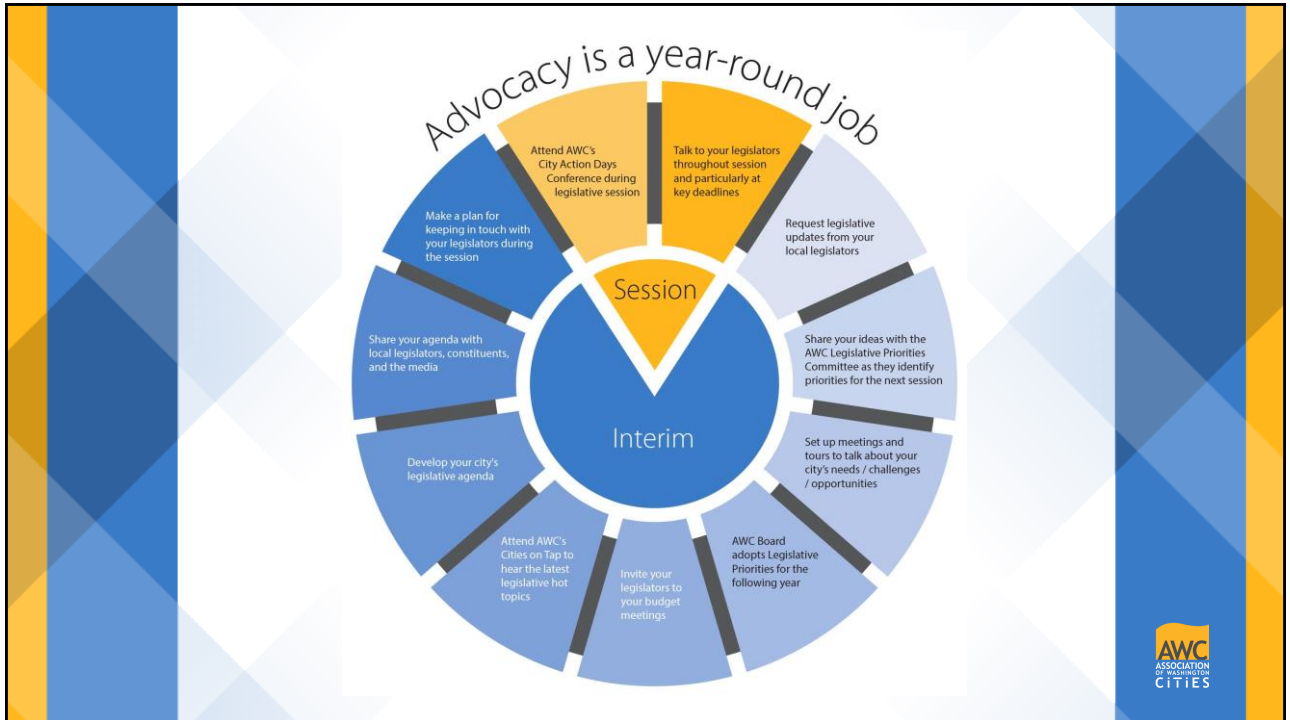 Advocacy is a year-round job
Attend AWC's
City Action Days
Conference during
legislative session
Talk to your legislators
throughout session
and particularly at
key deadlines
Request legislative
updates from your
local legislators
Share your ideas with the
AWC Legislative Priorities
Committee as they identify
priorities for the next session
Set up meetings and
tours to talk about your
city's needs / challenges
/ opportunities
AWC Board
adopts Legislative
Priorities for the
following year
Invite your
legislators to
your budget
meetings
Attend AWC's
Cities on Tap to
hear the latest
legislative hot
topics
Develop your city's
legislative agenda
Share your agenda with
local legislators, constituents,
and the media
Make a plan for
keeping in touch with
your legislators during
the session
Session
Interim
AWC
ASSOCIATION
OF WASHINGTON
CiTiES